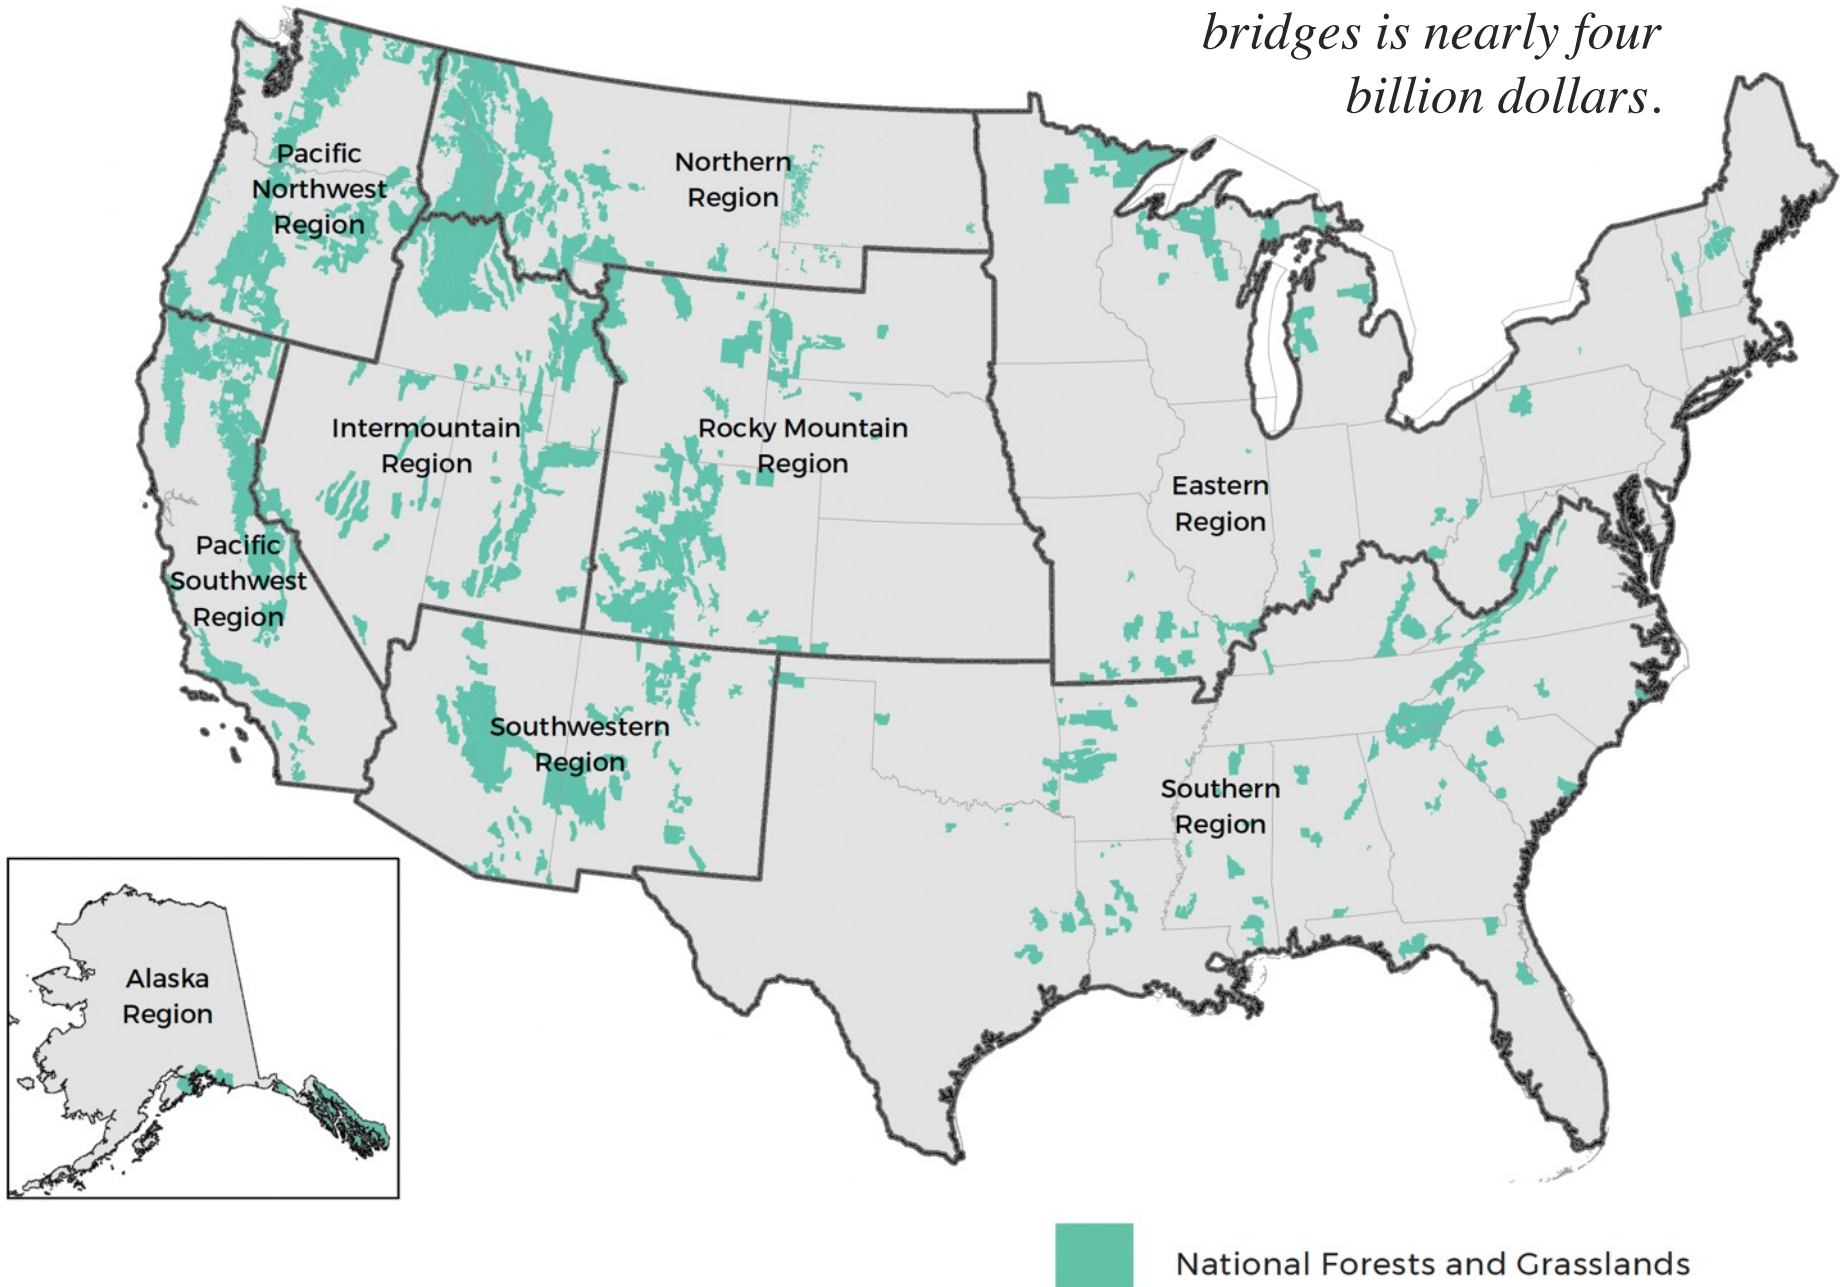 bridges is nearly four
billion dollars.
Pacific
Northwest
Region
Northern
Region
Intermountain
Region
Rocky Mountain
Region
Eastern
Region
Pacific
Southwest
Region
Southwestern
Region
Southern
Region
Alaska
Region
National Forests and Grasslands